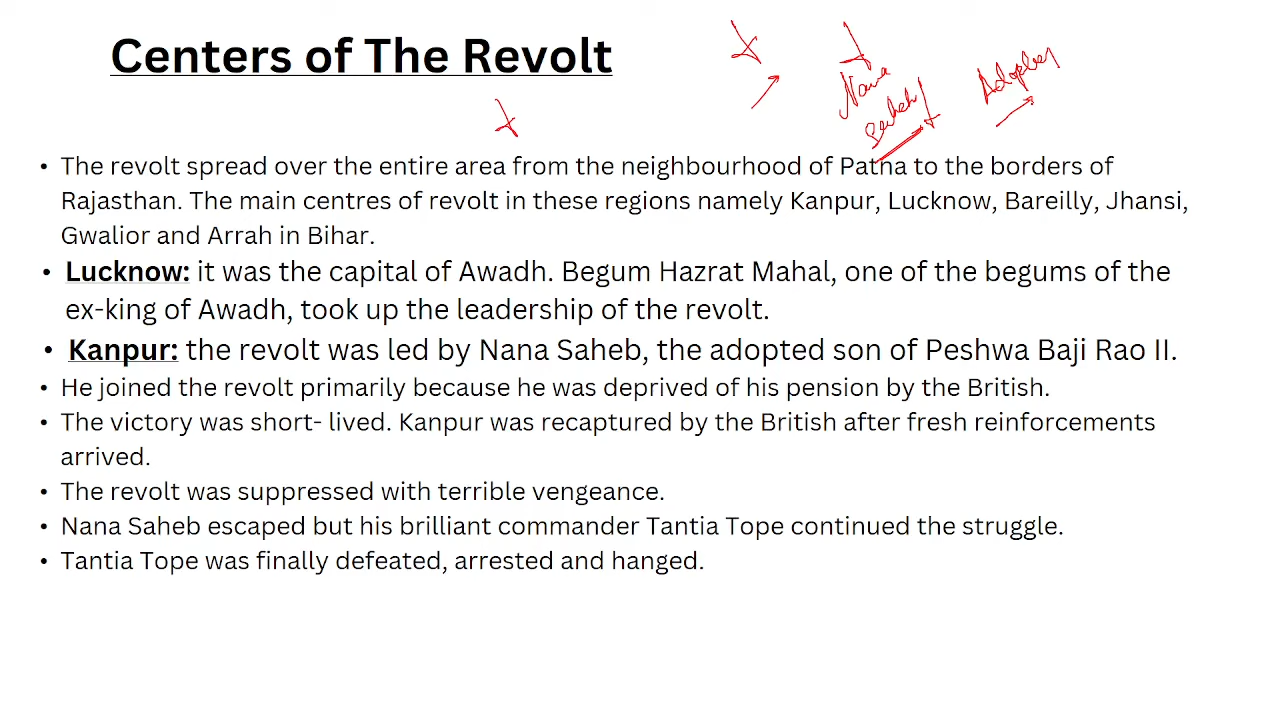 Centers of The Revolt
Nana
Saheb
Adopted
• The revolt spread over the entire area from the neighbourhood of Patna to the borders of
Rajasthan. The main centres of revolt in these regions namely Kanpur, Lucknow, Bareilly, Jhansi,
Gwalior and Arrah in Bihar.
• Lucknow: it was the capital of Awadh. Begum Hazrat Mahal, one of the begums of the
ex-king of Awadh, took up the leadership of the revolt.
• Kanpur: the revolt was led by Nana Saheb, the adopted son of Peshwa Baji Rao II.
• He joined the revolt primarily because he was deprived of his pension by the British.
• The victory was short- lived. Kanpur was recaptured by the British after fresh reinforcements
arrived.
• The revolt was suppressed with terrible vengeance.
• Nana Saheb escaped but his brilliant commander Tantia Tope continued the struggle.
• Tantia Tope was finally defeated, arrested and hanged.